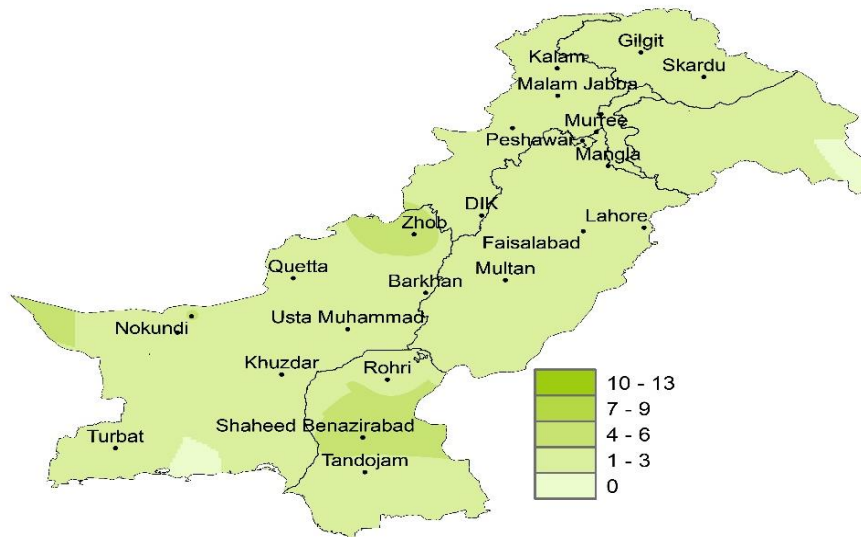 Gilgit
Kalam
Skardu
Malam Jabba
Murree
Peshawar
Mangla
DIK
Zhob
Lahore
Faisalabad
Quetta
Multan
Barkhan
Nokundi
Usta Muhammad
Khuzdar
Rohri
10 - 13
7 - 9
4 - 6
1 - 3
0
Shaheed Benazirabad
Turbat
Tandojam